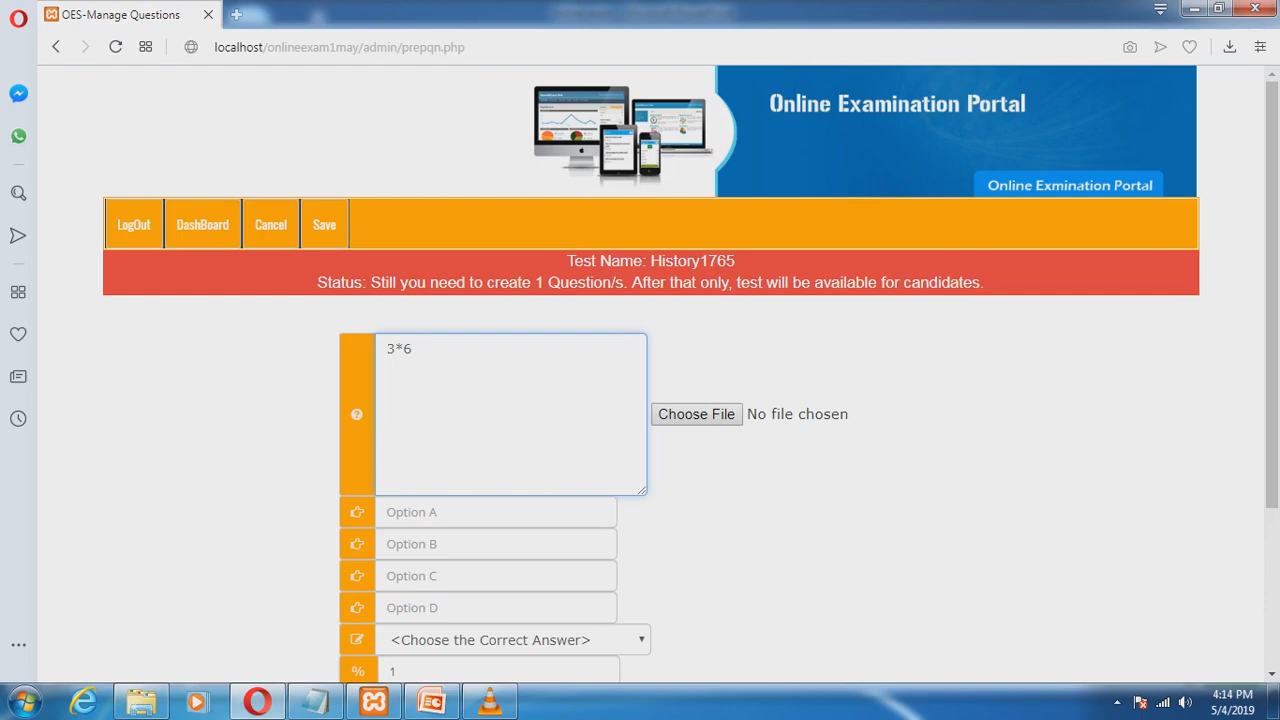 OES-Manage Questions
localhost/onlineexam1may/admin/prepqn.php
Online Examination Portal
Online Exmination Portal
LogOut DashBoard Cancel Save
Test Name: History1765
Status: Still you need to create 1 Question/s. After that only, test will be available for candidates.
3*6
Choose File No file chosen
Option A
Option B
Option C
Option D
<Choose the Correct Answer>
% 1
4:14 PM
5/4/2019